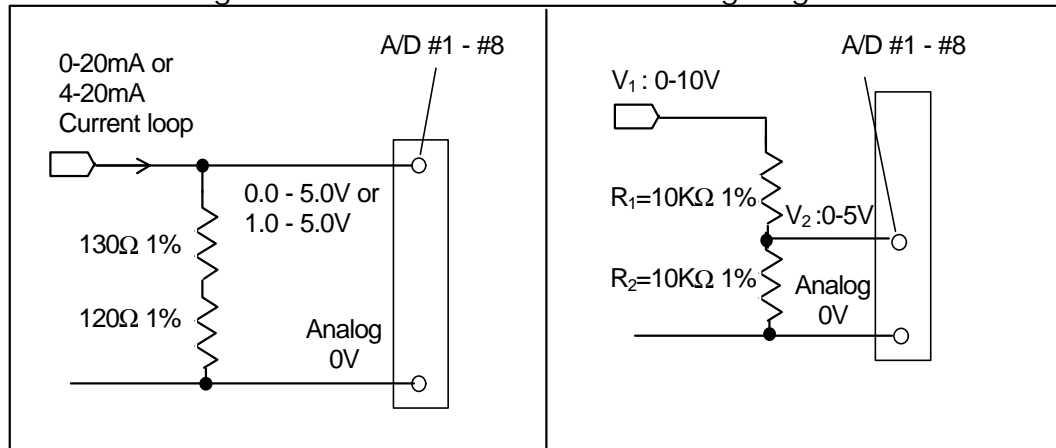 0-20mA or
4-20mA
Current loop
A/D #1 - #8
0.0 - 5.0V or
1.0 - 5.0V
130Ω 1%
120Ω 1%
Analog
0V
A/D #1 - #8
V₁ : 0-10V
R₁=10KΩ 1%
V₂ :0-5V
R₂=10KΩ 1%
Analog
0V